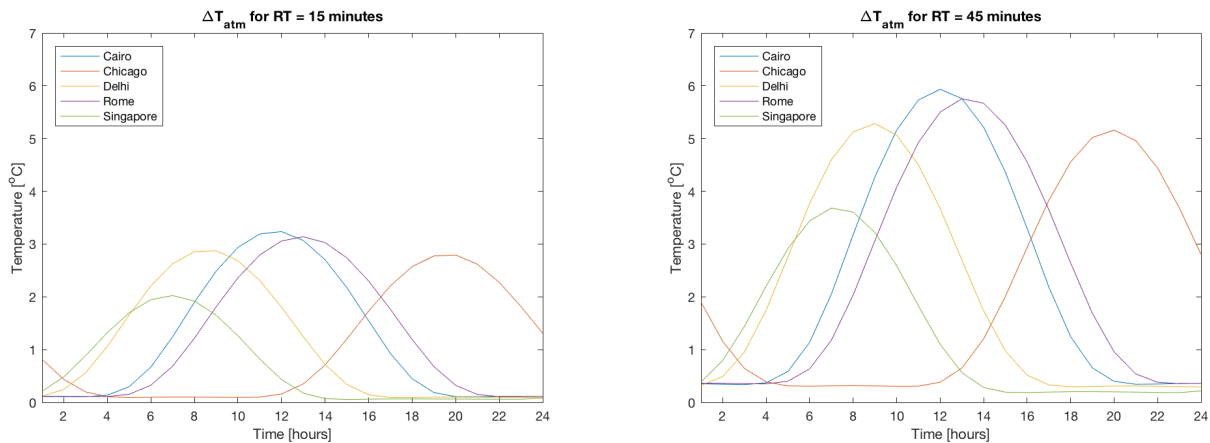 ΔT_atm for RT = 15 minutes
7
6
5
4
3
2
1
0
Temperature [°C]
Cairo
Chicago
Delhi
Rome
Singapore
2 4 6 8 10 12 14 16 18 20 22 24
Time [hours]
ΔT_atm for RT = 45 minutes
7
6
5
4
3
2
1
0
Temperature [°C]
Cairo
Chicago
Delhi
Rome
Singapore
2 4 6 8 10 12 14 16 18 20 22 24
Time [hours]